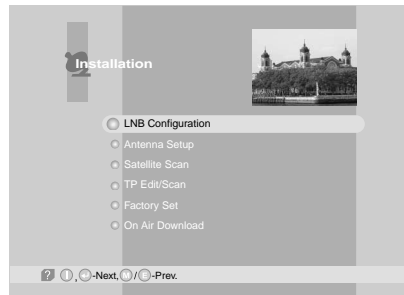 Installation
LNB Configuration
Antenna Setup
Satellite Scan
TP Edit/Scan
Factory Set
On Air Download
? , -Next, M / E -Prev.